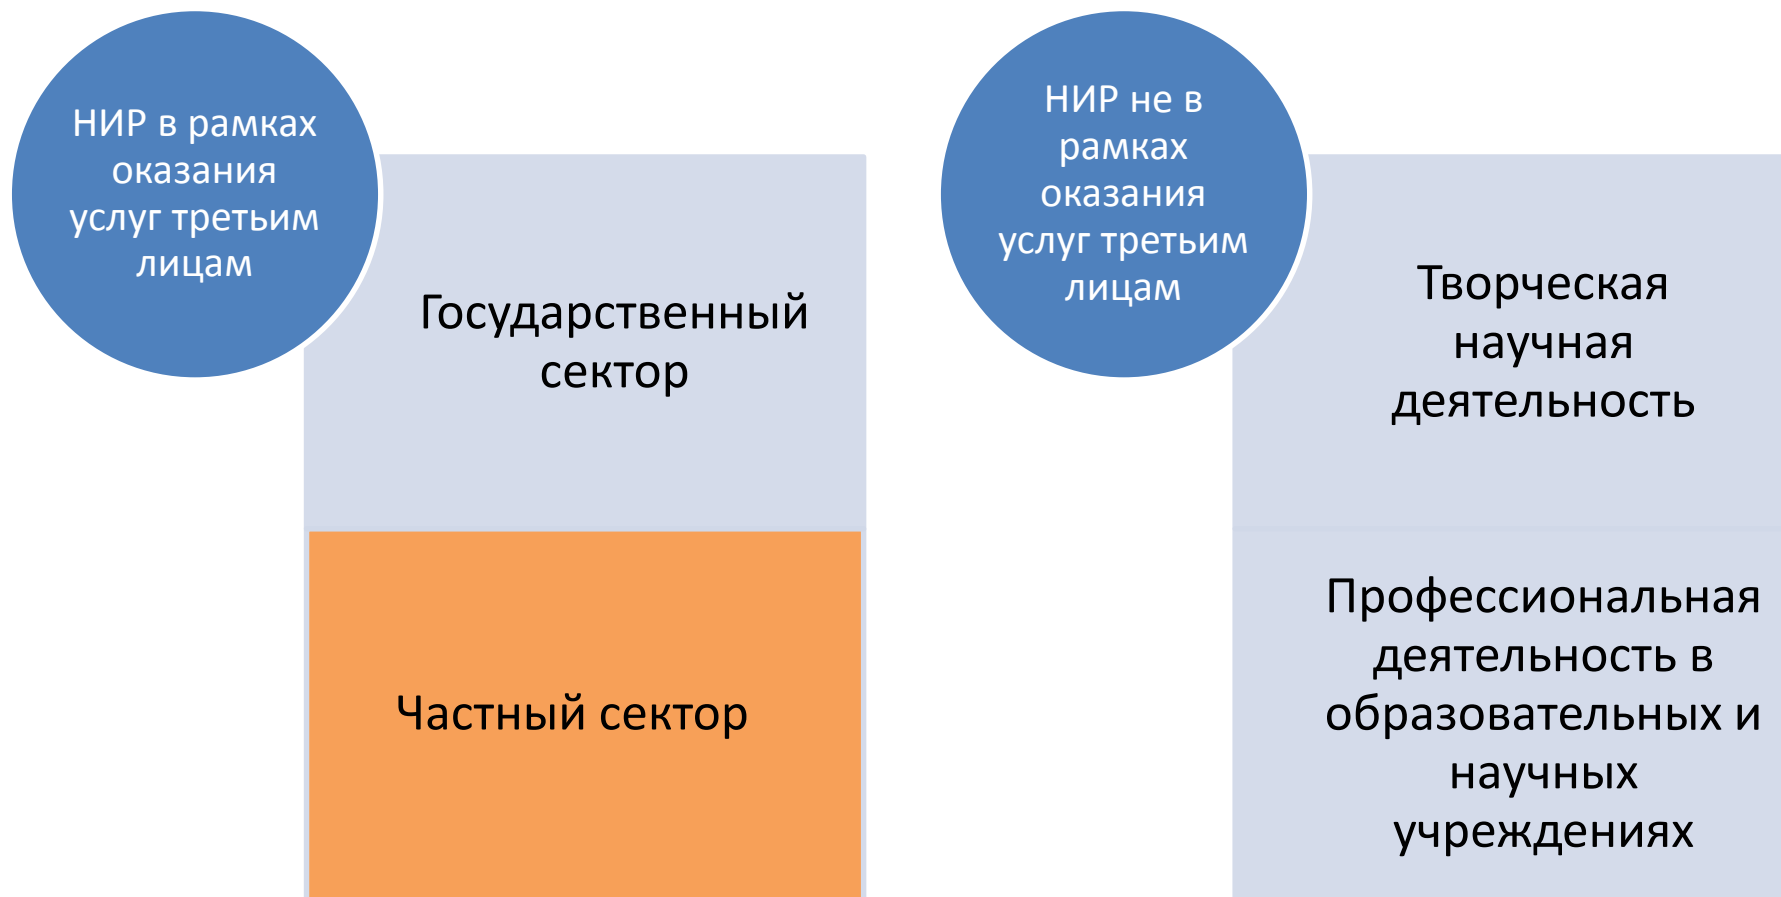 НИР в рамках
оказания
услуг третьим
лицам
Государственный
сектор
Частный сектор
НИР не в
рамках
оказания
услуг третьим
лицам
Творческая
научная
деятельность
Профессиональная
деятельность в
образовательных и
научных
учреждениях